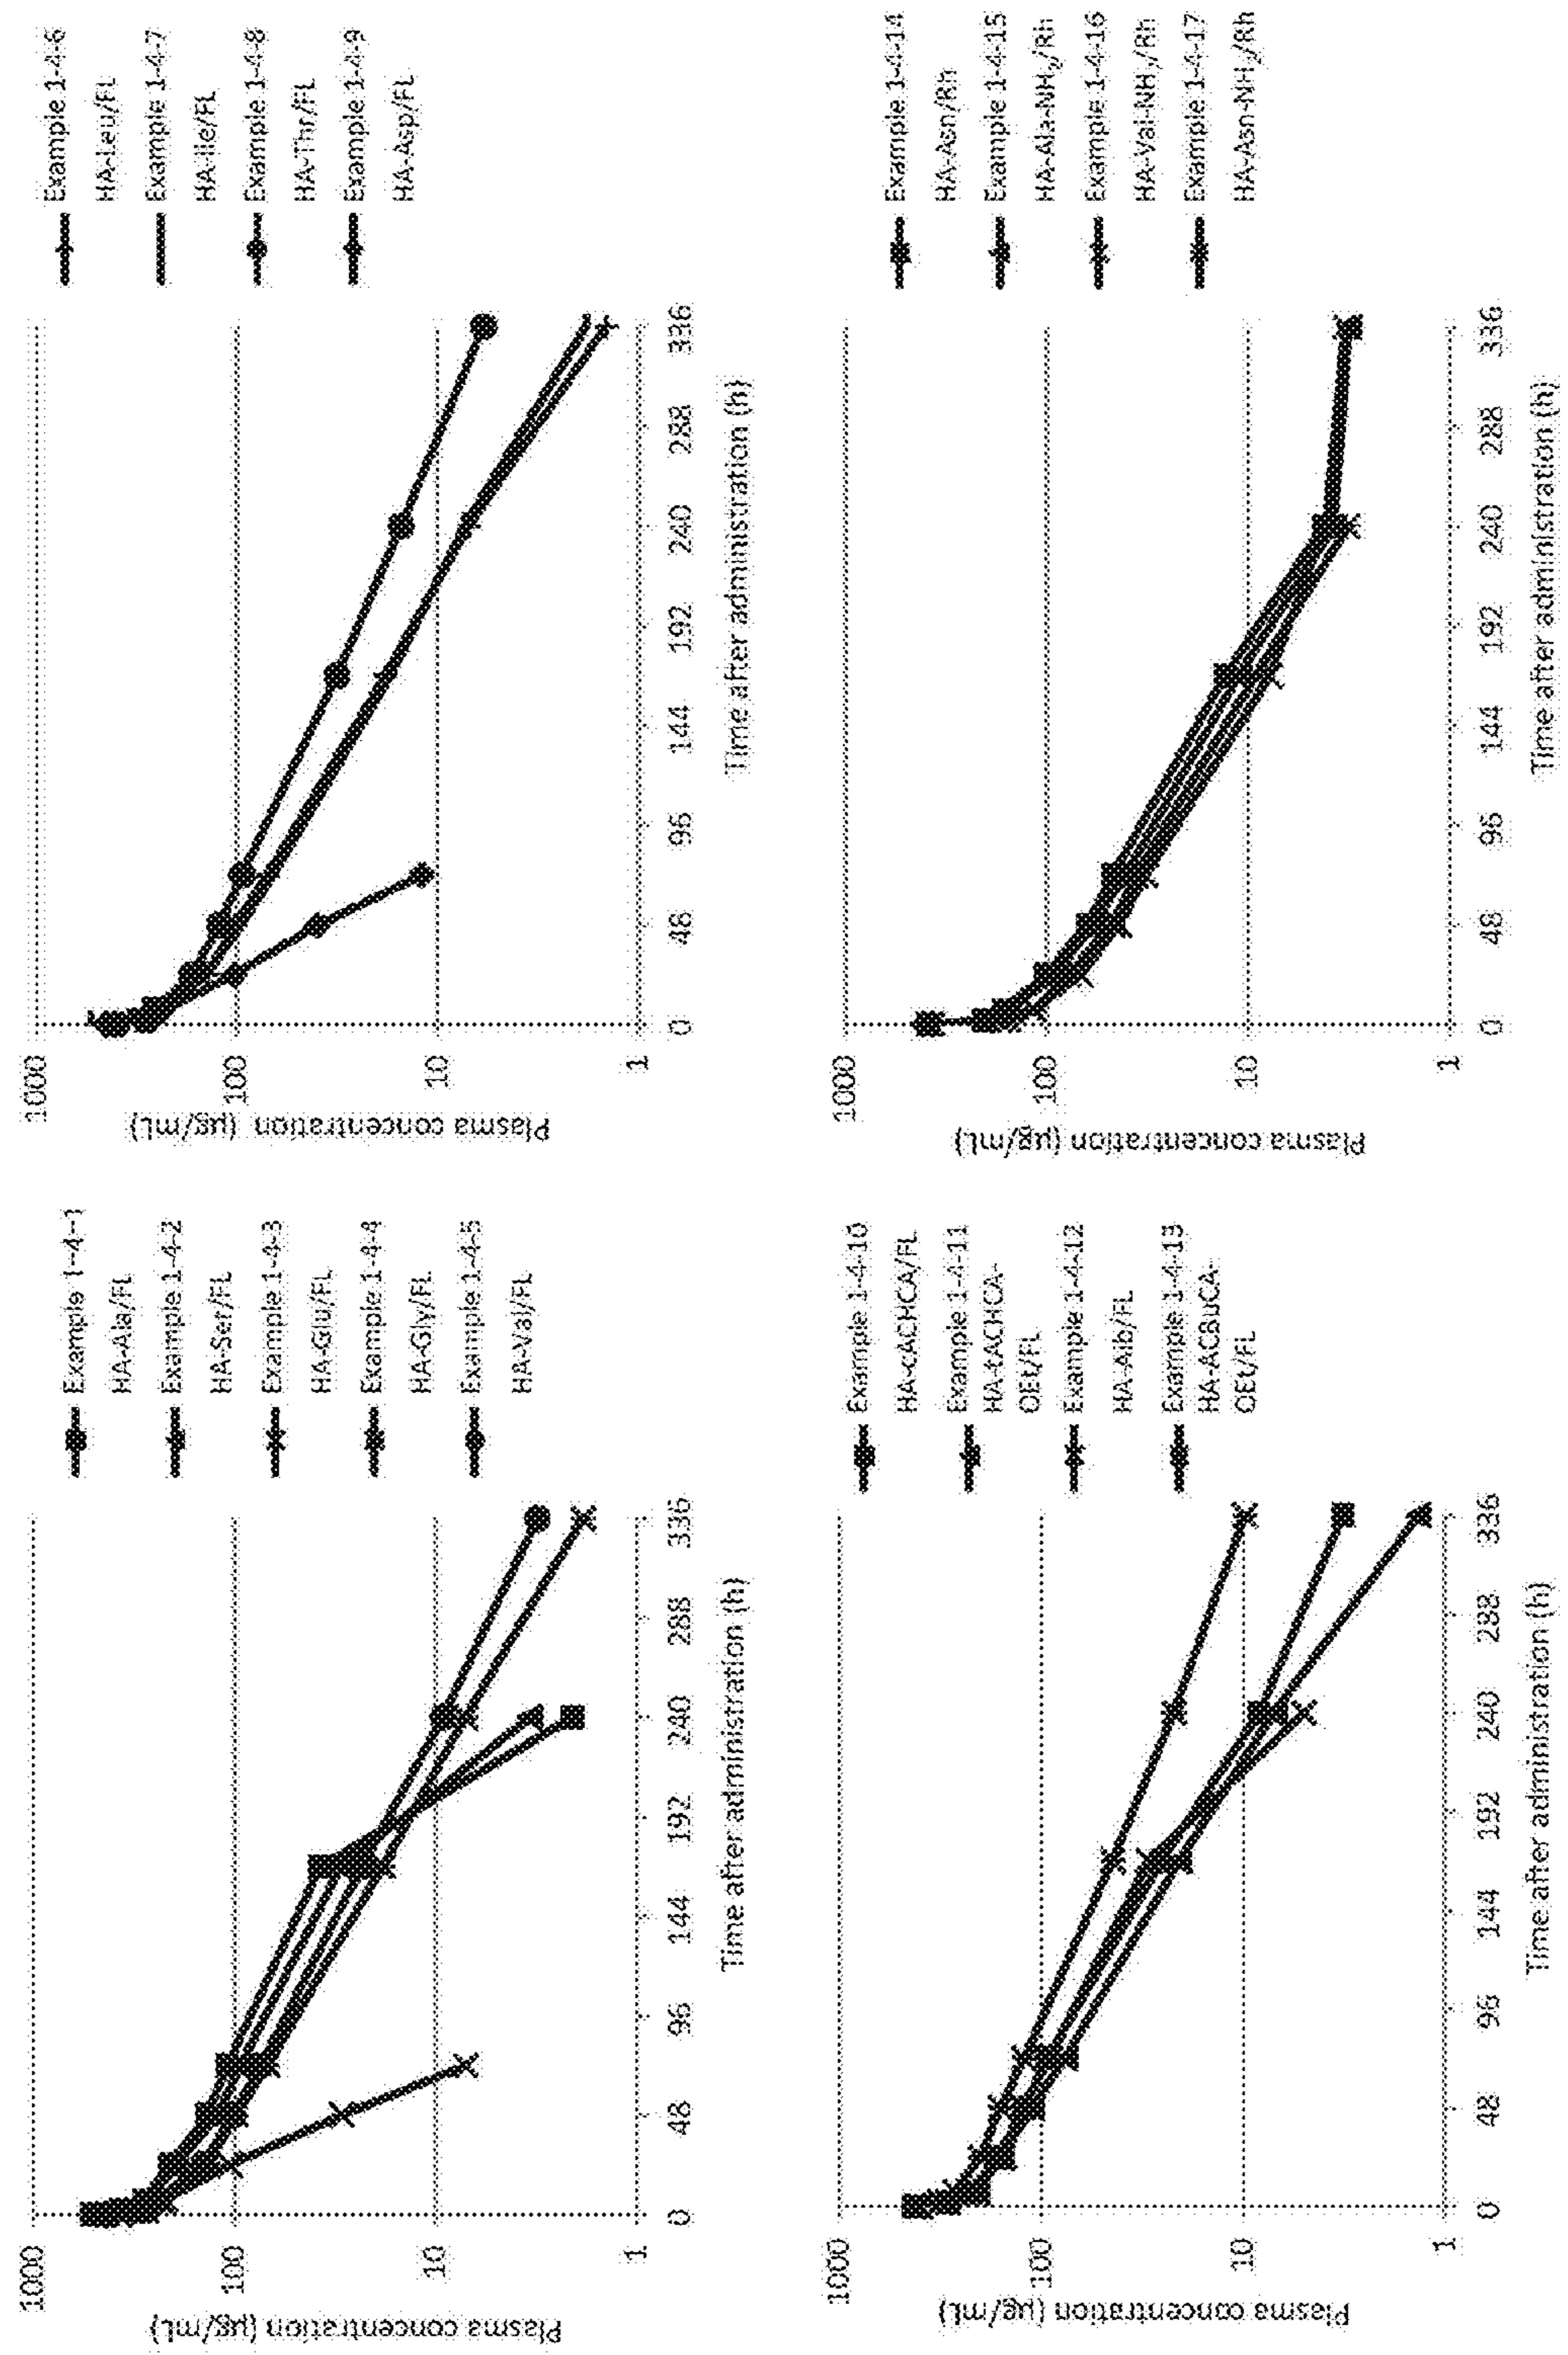 Plasma concentration (µg/mL)
1000
100
10
1
0
48
96
144
192
240
288
336
Time after administration (h)
Example 1-4-1
HA-Ala/FL
Example 1-4-2
HA-Ser/FL
Example 1-4-3
HA-Glu/FL
Example 1-4-4
HA-Gly/FL
Example 1-4-5
HA-Val/FL
Plasma concentration (µg/mL)
1000
100
10
1
0
48
96
144
192
240
288
336
Time after administration (h)
Example 1-4-6
HA-Leu/FL
Example 1-4-7
HA-Ile/FL
Example 1-4-8
HA-Thr/FL
Example 1-4-9
HA-Asp/FL
Plasma concentration (µg/mL)
1000
100
10
1
0
48
96
144
192
240
288
336
Time after administration (h)
Example 1-4-10
HA-cACHCA/FL
Example 1-4-11
HA-tACHCA-
OEt/FL
Example 1-4-12
HA-Aib/FL
Example 1-4-13
HA-ACBuCA-
OEt/FL
Plasma concentration (µg/mL)
1000
100
10
1
0
48
96
144
192
240
288
336
Time after administration (h)
Example 1-4-14
HA-Asn/Rh
Example 1-4-15
HA-Ala-NH₂/Rh
Example 1-4-16
HA-Val-NH₂/Rh
Example 1-4-17
HA-Asn-NH₂/Rh